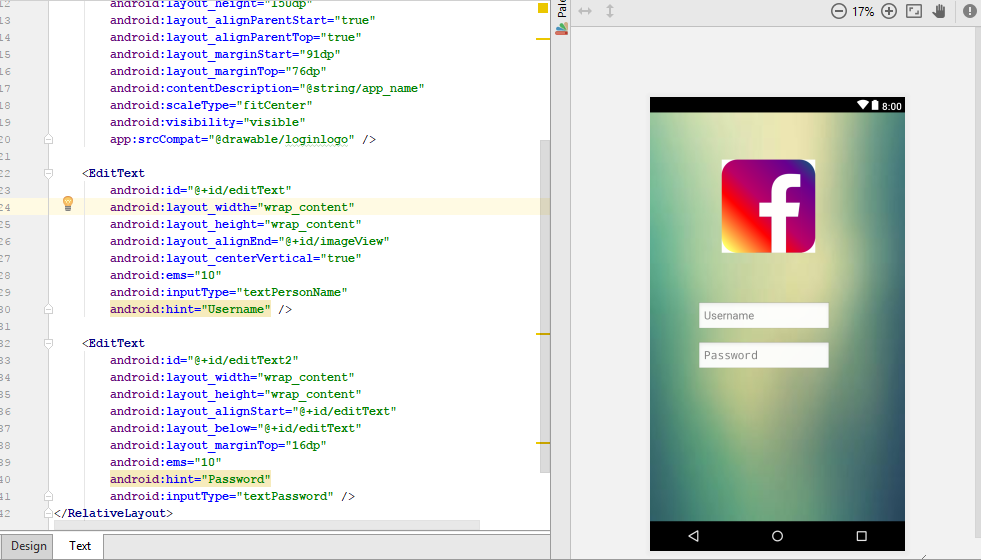 12 android:layout_height="150dp"
13 android:layout_alignParentStart="true"
14 android:layout_alignParentTop="true"
15 android:layout_marginStart="91dp"
16 android:layout_marginTop="76dp"
17 android:contentDescription="@string/app_name"
18 android:scaleType="fitCenter"
19 android:visibility="visible"
20 app:srcCompat="@drawable/loginlogo" />
21
22 <EditText
23 android:id="@+id/editText"
24 android:layout_width="wrap_content"
25 android:layout_height="wrap_content"
26 android:layout_alignEnd="@+id/imageView"
27 android:layout_centerVertical="true"
28 android:ems="10"
29 android:inputType="textPersonName"
30 android:hint="Username" />
31
32 <EditText
33 android:id="@+id/editText2"
34 android:layout_width="wrap_content"
35 android:layout_height="wrap_content"
36 android:layout_alignStart="@+id/editText"
37 android:layout_below="@+id/editText"
38 android:layout_marginTop="16dp"
39 android:ems="10"
40 android:hint="Password"
41 android:inputType="textPassword" />
42 </RelativeLayout>
Design Text
17%
8:00
f
Username
Password